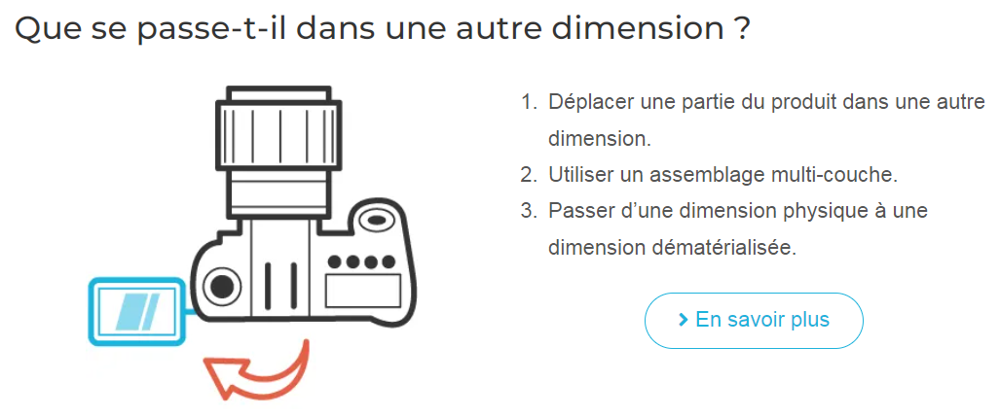 Que se passe-t-il dans une autre dimension ?
1. Déplacer une partie du produit dans une autre
dimension.
2. Utiliser un assemblage multi-couche.
3. Passer d’une dimension physique à une
dimension dématérialisée.
En savoir plus